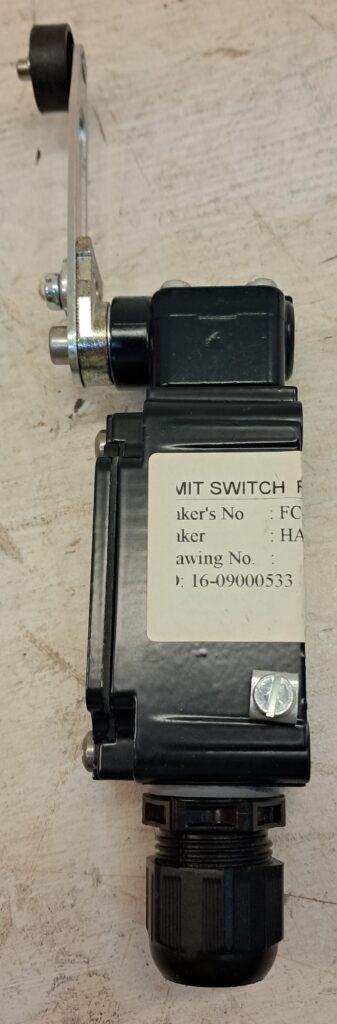 MIT SWITCH F
aker's No : FC
aker : HA
awing No. :
: 16-09000533